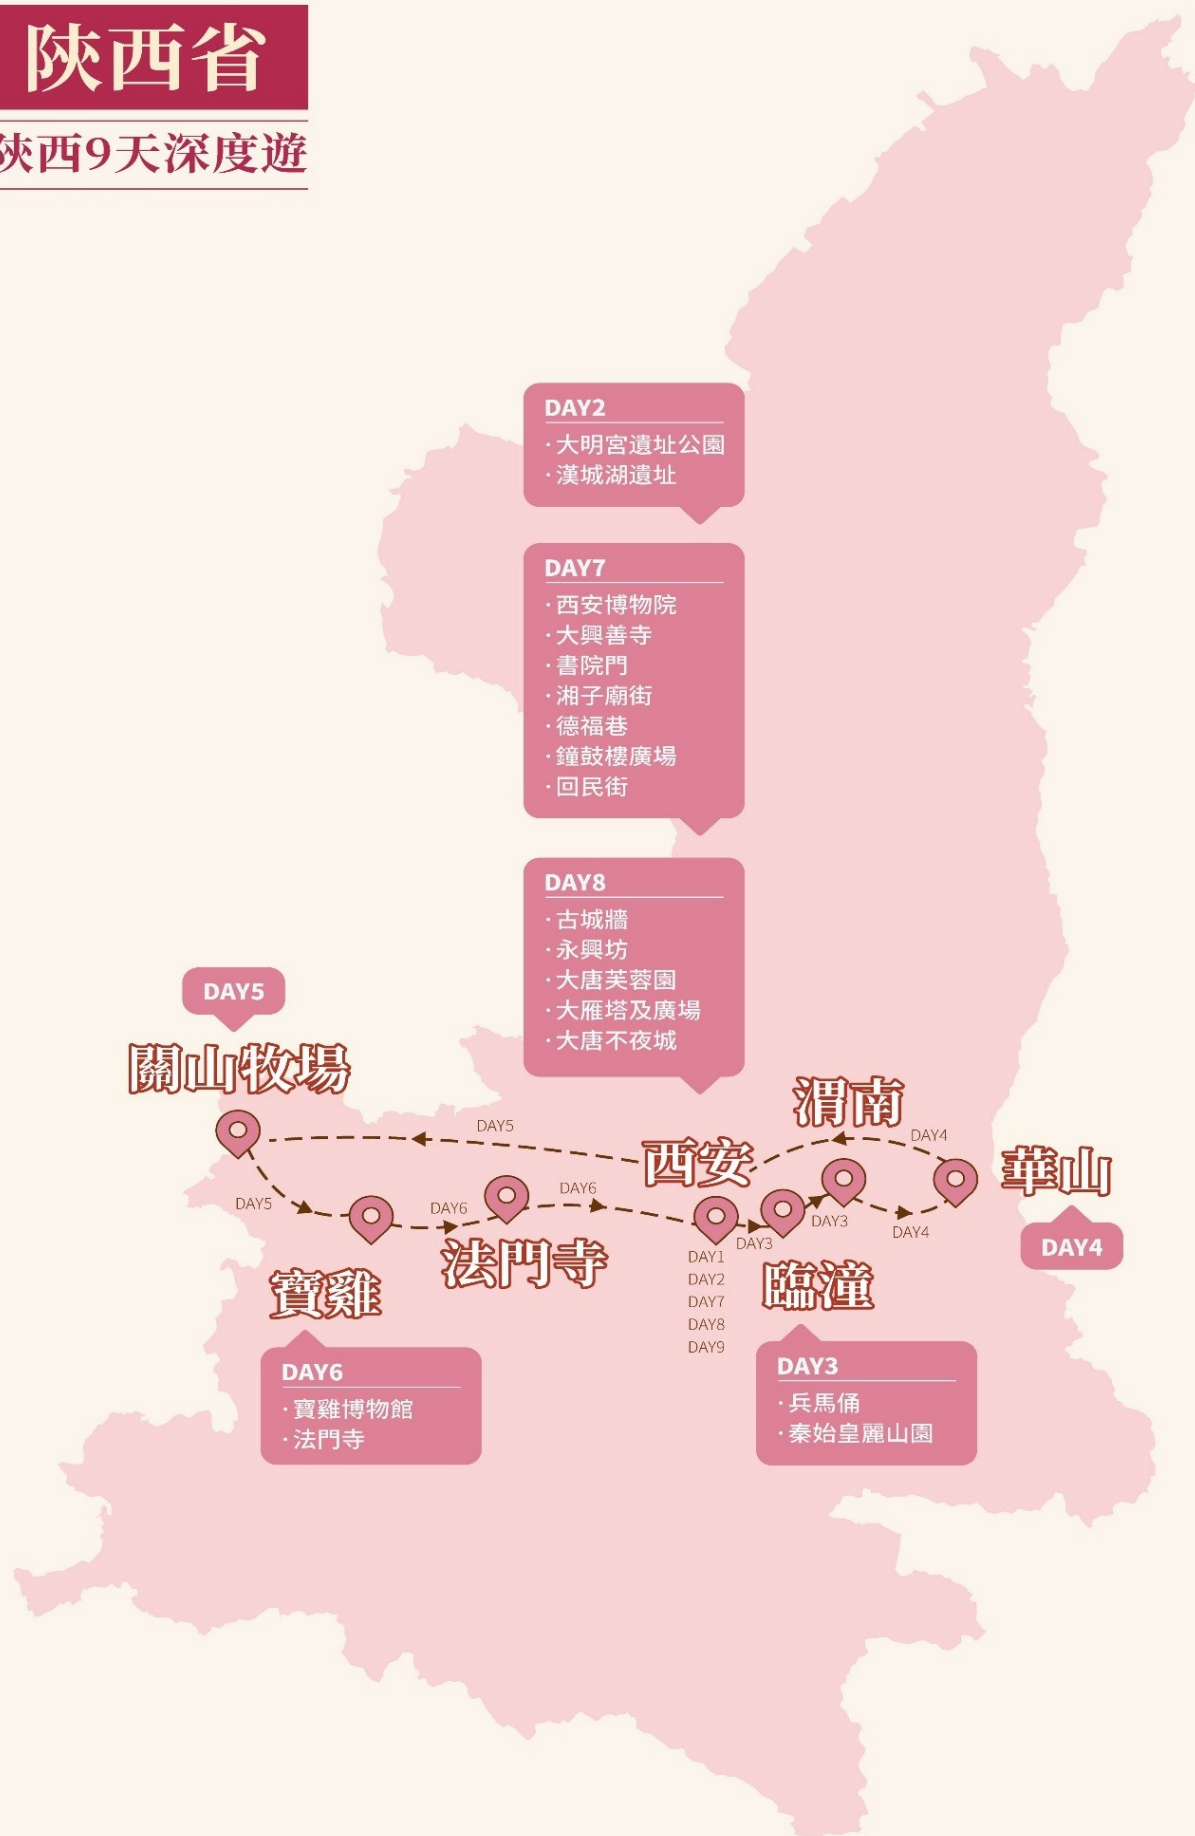 陝西省
陝西9天深度遊
DAY2
·大明宮遺址公園
·漢城湖遺址
DAY7
·西安博物院
·大興善寺
·書院門
·湘子廟街
·德福巷
·鐘鼓樓廣場
·回民街
DAY8
·古城牆
·永興坊
·大唐芙蓉園
·大雁塔及廣場
·大唐不夜城
DAY5
關山牧場
DAY5
DAY5
DAY6
DAY6
法門寺
寶雞
DAY6
·寶雞博物館
·法門寺
西安
DAY1
DAY2
DAY7
DAY8
DAY9
DAY3
臨潼
DAY3
·兵馬俑
·秦始皇麗山園
DAY3
渭南
DAY4
DAY4
華山
DAY4